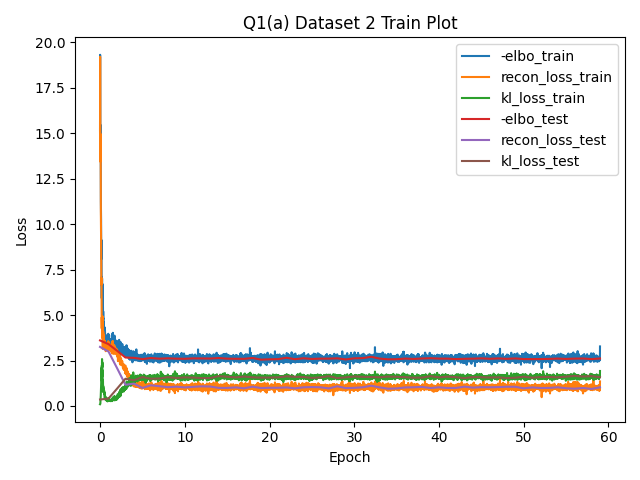 Q1(a) Dataset 2 Train Plot
20.0
17.5
15.0
12.5
10.0
7.5
5.0
2.5
0.0
Loss
-elbo_train
recon_loss_train
kl_loss_train
-elbo_test
recon_loss_test
kl_loss_test
0 10 20 30 40 50 60
Epoch